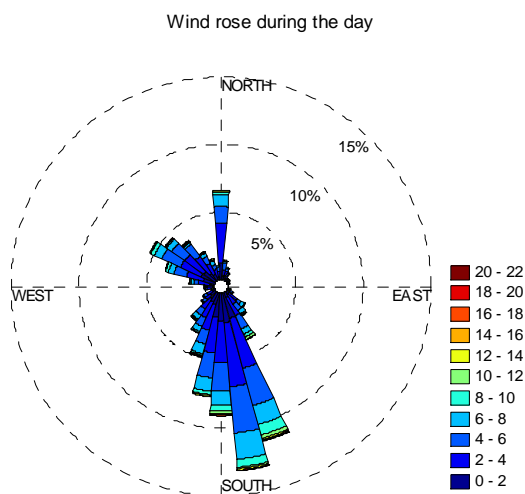 Wind rose during the day
NORTH
15%
10%
5%
WEST
EAST
SOUTH
20 - 22
18 - 20
16 - 18
14 - 16
12 - 14
10 - 12
8 - 10
6 - 8
4 - 6
2 - 4
0 - 2